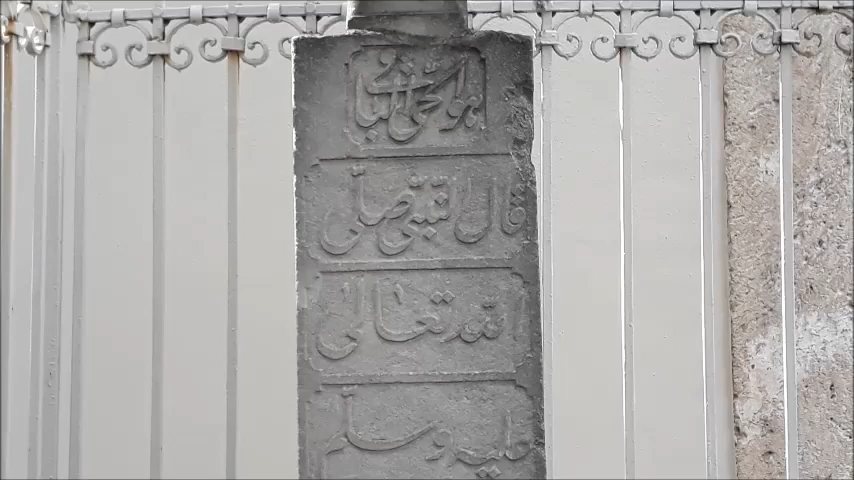 هو الحي الباقي
قال النبي صلى
الله تعالى
عليه وسلم